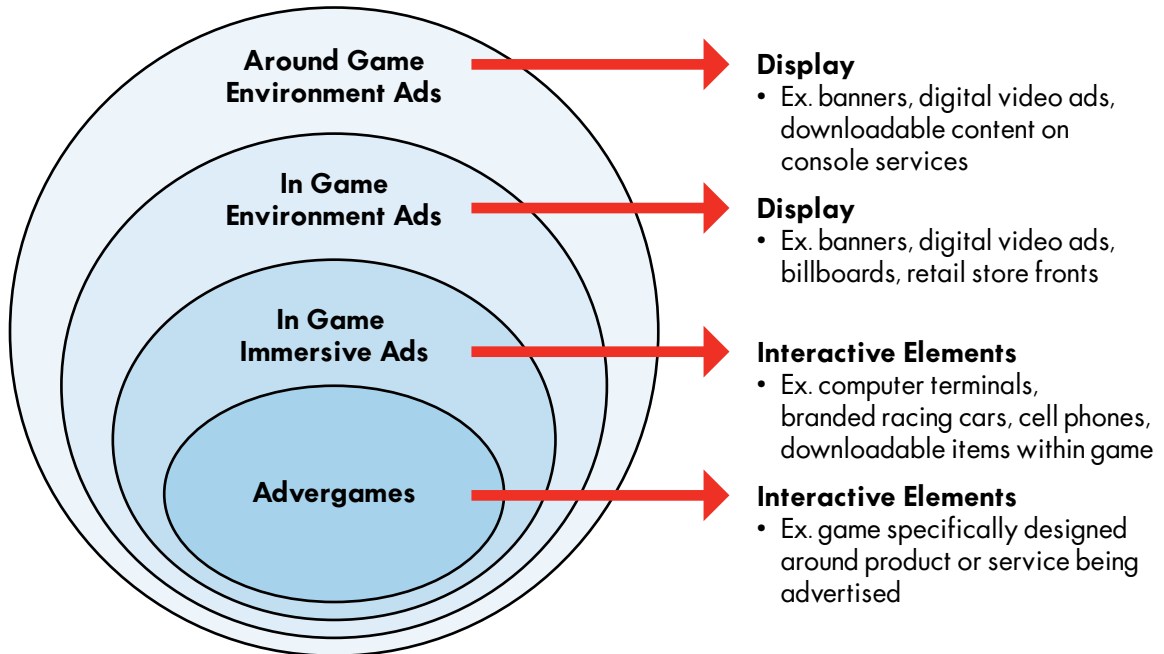 Around Game
Environment Ads
Display
• Ex. banners, digital video ads,
downloadable content on
console services
In Game
Environment Ads
Display
• Ex. banners, digital video ads,
billboards, retail store fronts
In Game
Immersive Ads
Interactive Elements
• Ex. computer terminals,
branded racing cars, cell phones,
downloadable items within game
Advergames
Interactive Elements
• Ex. game specifically designed
around product or service being
advertised